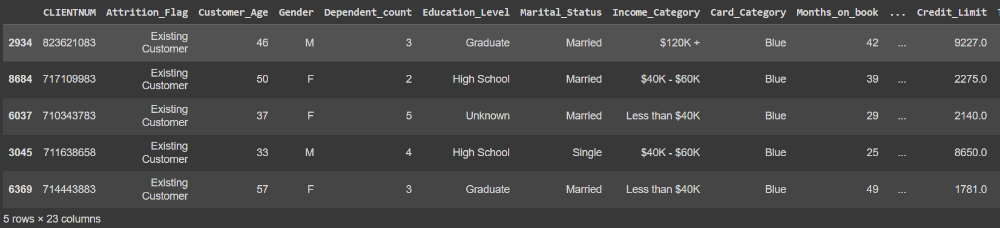 CLIENTNUM Attrition_Flag Customer_Age Gender Dependent_count Education_Level Marital_Status Income_Category Card_Category Months_on_book ... Credit_Limit
2934 823621083 Existing Customer 46 M 3 Graduate Married $120K + Blue 42 ... 9227.0
8684 717109983 Existing Customer 50 F 2 High School Married $40K - $60K Blue 39 ... 2275.0
6037 710343783 Existing Customer 37 F 5 Unknown Married Less than $40K Blue 29 ... 2140.0
3045 711638658 Existing Customer 33 M 4 High School Single $40K - $60K Blue 25 ... 8650.0
6369 714443883 Existing Customer 57 F 3 Graduate Married Less than $40K Blue 49 ... 1781.0
5 rows × 23 columns